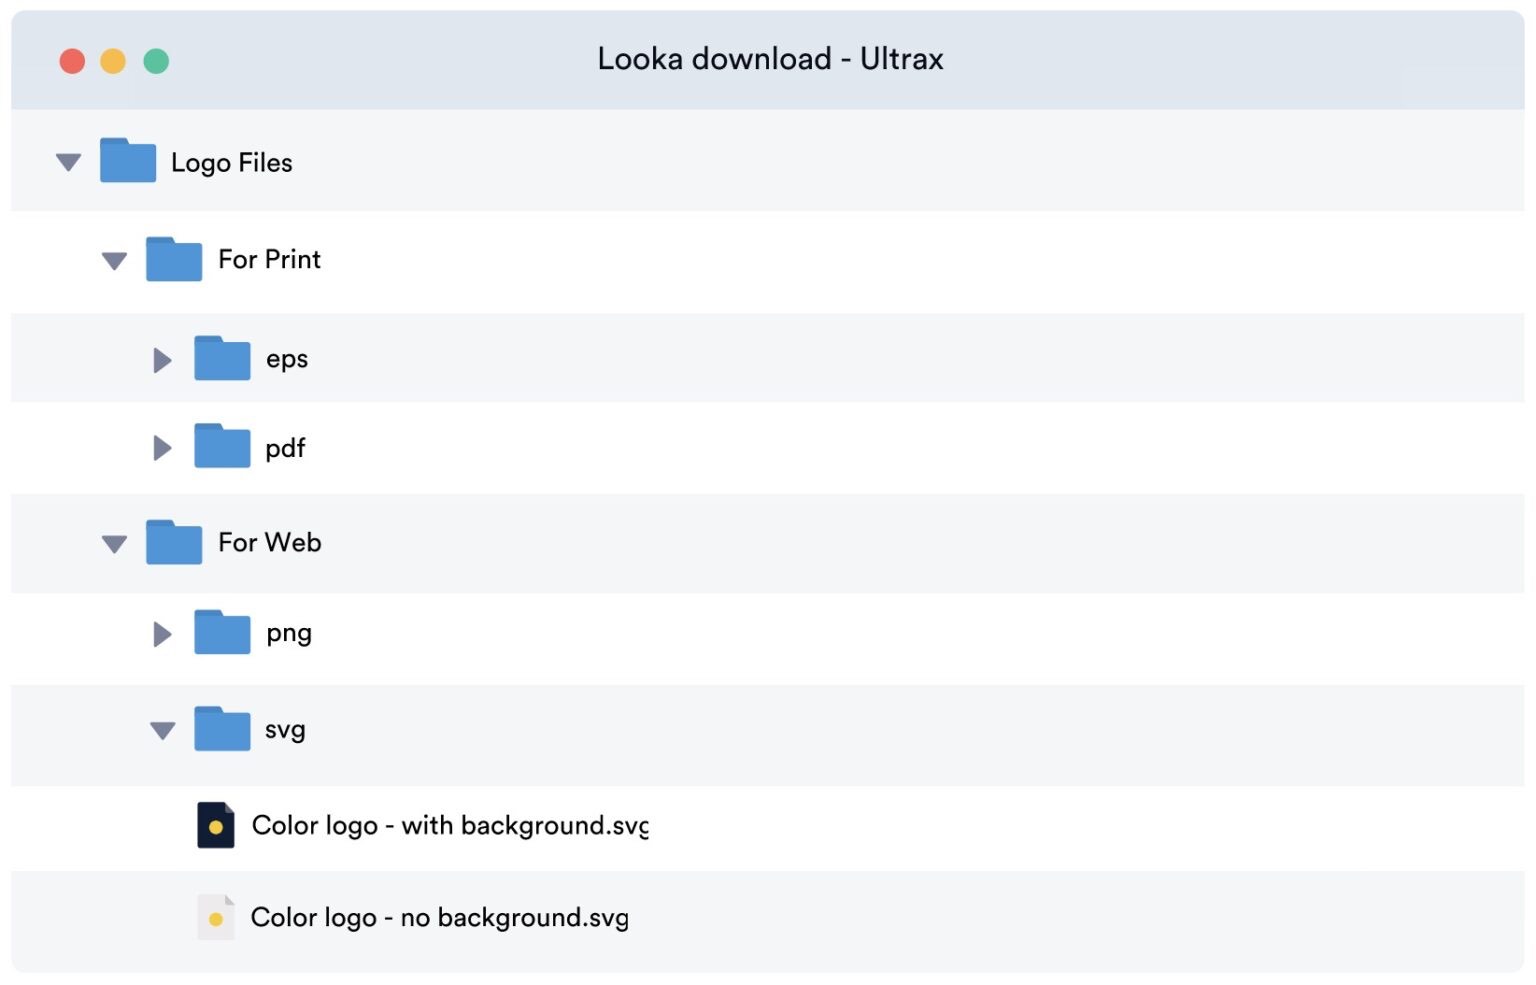 Looka download - Ultrax
Logo Files
For Print
eps
pdf
For Web
png
svg
Color logo - with background.svg
Color logo - no background.svg